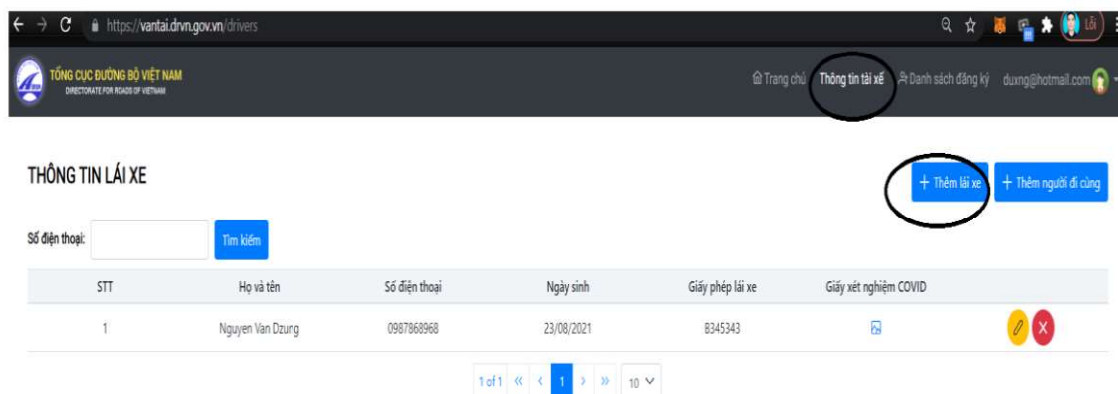 https://vantai.drvn.gov.vn/drivers
Lỗi
TỔNG CỤC ĐƯỜNG BỘ VIỆT NAM
DIRECTORATE FOR ROADS OF VIETNAM
Trang chủ Thông tin tài xế Danh sách đăng ký duxng@hotmail.com
THÔNG TIN LÁI XE
+ Thêm lái xe + Thêm người đi cùng
Số điện thoại: Tìm kiếm
STT Họ và tên Số điện thoại Ngày sinh Giấy phép lái xe Giấy xét nghiệm COVID
1 Nguyen Van Dzung 0987868968 23/08/2021 B345343
1 of 1 « ‹ 1 › » 10